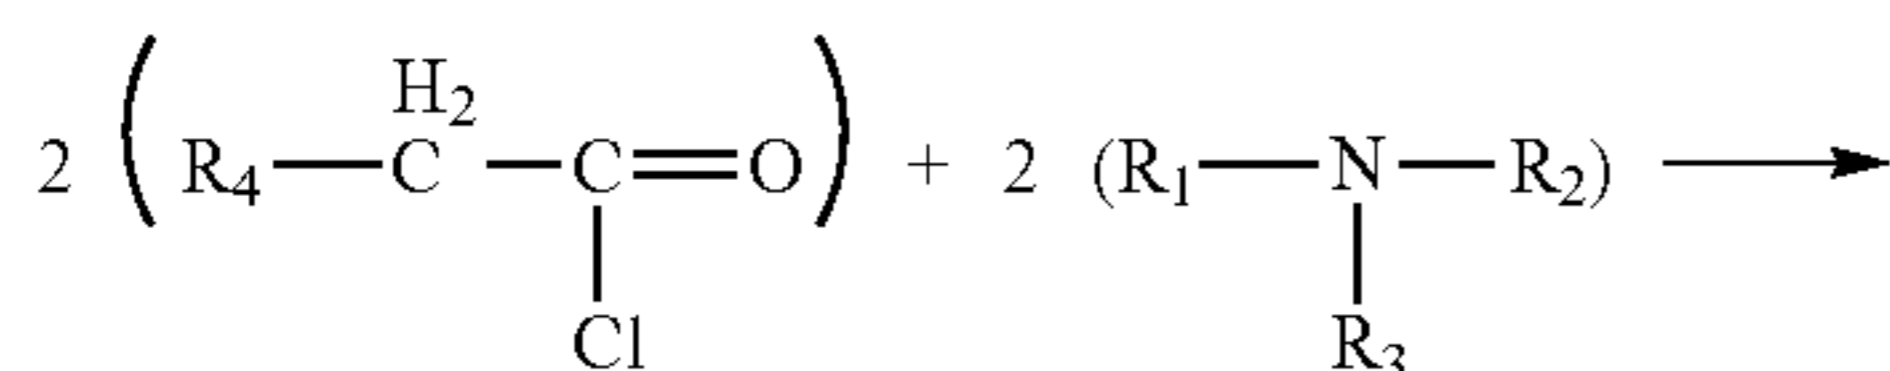 H2
2 ( R4—C—C=O ) + 2 (R1—N—R2) →
Cl R3